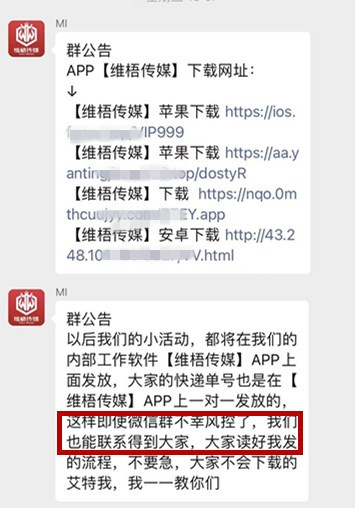 MI
维梧传媒
群公告
APP【维梧传媒】下载网址：
↓
【维梧传媒】苹果下载 https://ios.
/VIP999
【维梧传媒】苹果下载 https://aa.y
antingj top/dostyR
【维梧传媒】下载 https://nqo.0m
thcuujyy.com/ EY.app
【维梧传媒】安卓下载 http://43.2
48.10 V.html
MI
维梧传媒
群公告
以后我们的小活动，都将在我们的
内部工作软件【维梧传媒】APP上
面发放，大家的快递单号也是在【
维梧传媒】APP上一对一发放的，
这样即使微信群不幸风控了，我们
也能联系得到大家，大家读好我发
的流程，不要急，大家不会下载的
艾特我，我一一教你们